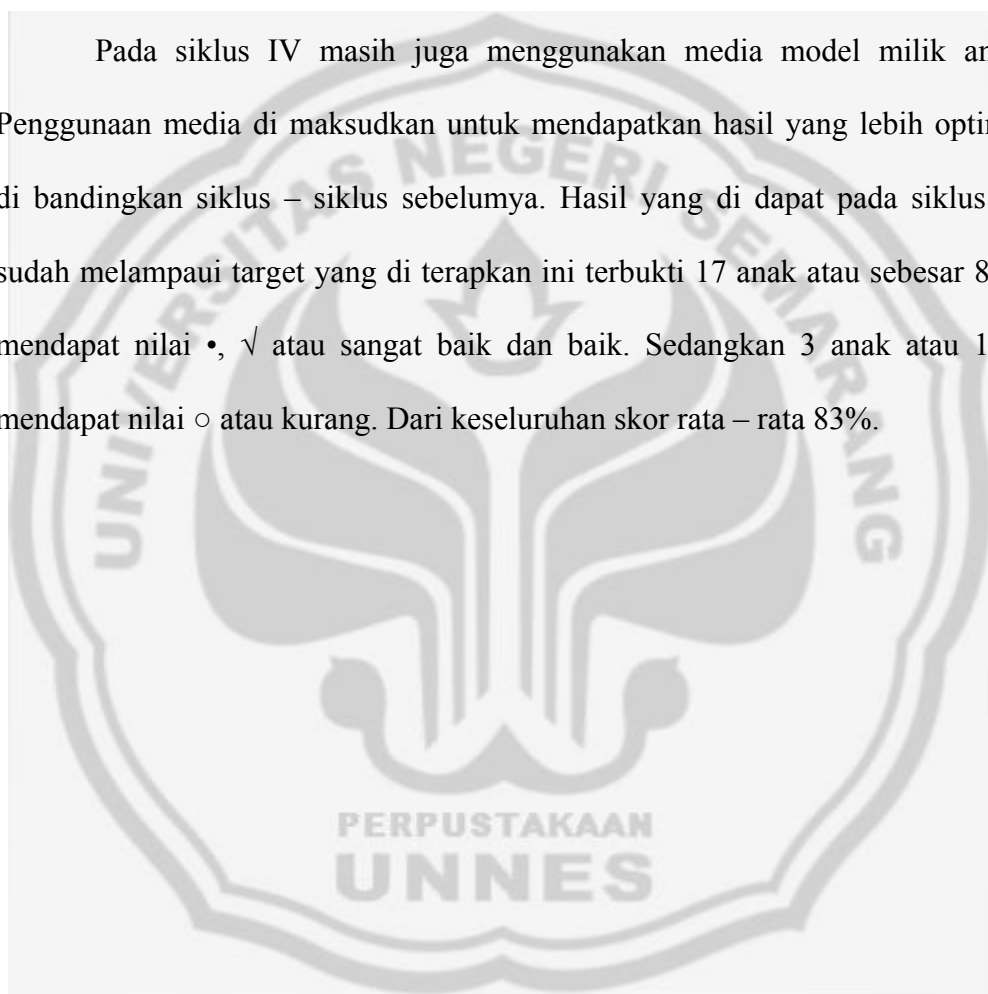 Pada siklus IV masih juga menggunakan media model milik
Penggunaan media di maksudkan untuk mendapatkan hasil yang lebih
di bandingkan siklus – siklus sebelumya. Hasil yang di dapat pada siklus
sudah melampaui target yang di terapkan ini terbukti 17 anak atau sebesar
mendapat nilai •, √ atau sangat baik dan baik. Sedangkan 3 anak atau
mendapat nilai ○ atau kurang. Dari keseluruhan skor rata – rata 83%.
UNIVERSITAS NEGERI SEMARANG
PERPUSTAKAAN
UNNES